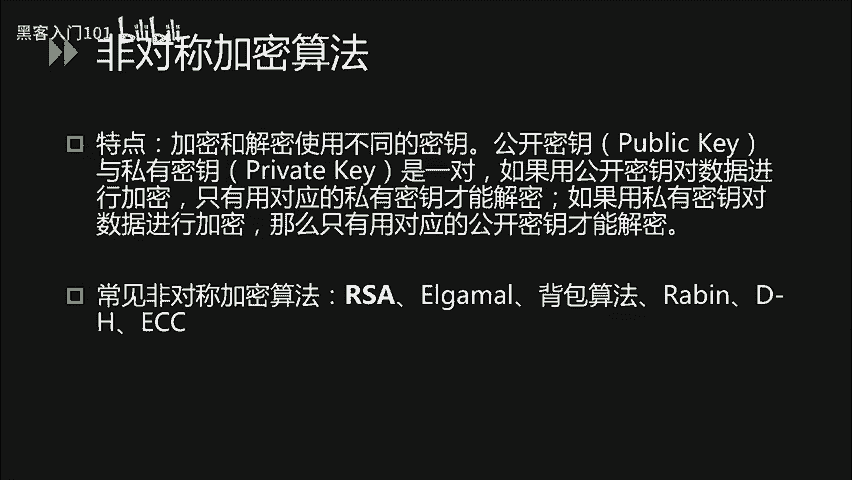 黑客入门101
非对称加密算法
特点：加密和解密使用不同的密钥。公开密钥（Public Key）
与私有密钥（Private Key）是一对，如果用公开密钥对数据进
行加密，只有用对应的私有密钥才能解密；如果用私有密钥对
数据进行加密，那么只有用对应的公开密钥才能解密。
常见非对称加密算法：RSA、Elgamal、背包算法、Rabin、D-
H、ECC